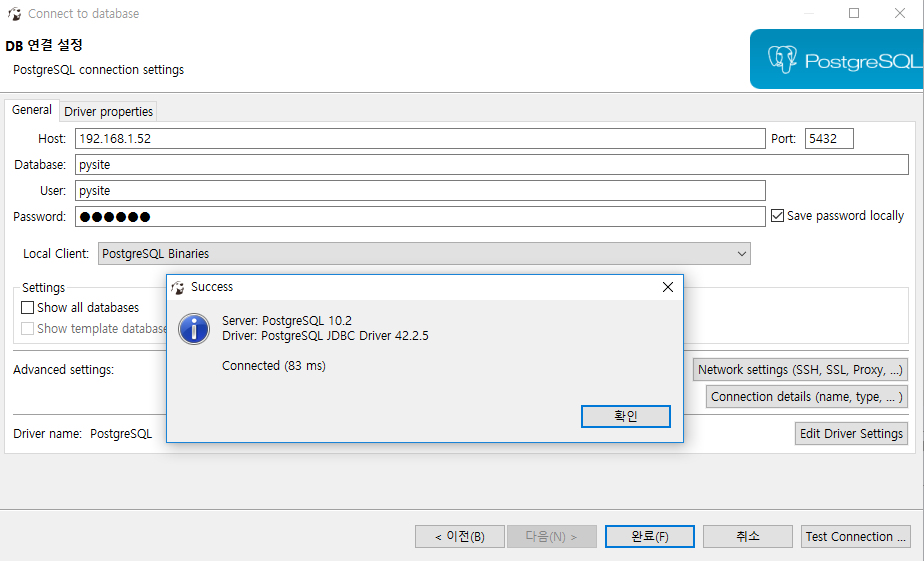 Connect to database
DB 연결 설정
PostgreSQL connection settings
PostgreSQL
General
Driver properties
Host: 192.168.1.52 Port: 5432
Database: pysite
User: pysite
Password: ●●●●●● Save password locally
Local Client: PostgreSQL Binaries
Settings
Show all databases
Show template database
Success
Server: PostgreSQL 10.2
Driver: PostgreSQL JDBC Driver 42.2.5
Connected (83 ms)
확인
Advanced settings:
Network settings (SSH, SSL, Proxy, ...)
Connection details (name, type, ... )
Driver name: PostgreSQL
Edit Driver Settings
< 이전(B)
다음(N) >
완료(F)
취소
Test Connection ...